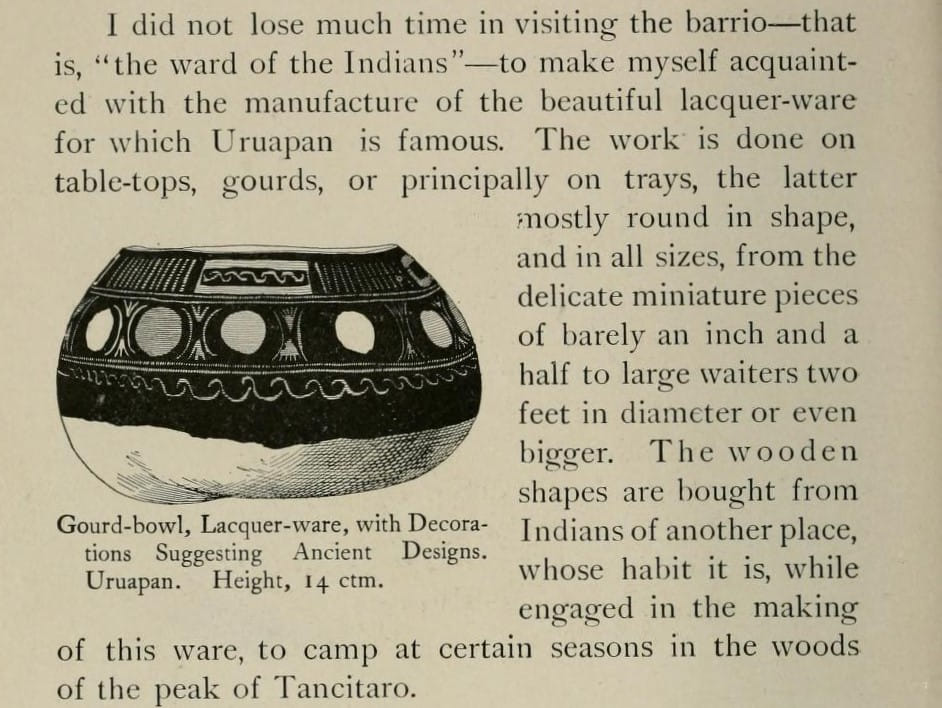 I did not lose much time in visiting the barrio—that
is, “the ward of the Indians”—to make myself acquaint-
ed with the manufacture of the beautiful lacquer-ware
for which Uruapan is famous. The work is done on
table-tops, gourds, or principally on trays, the latter
mostly round in shape,
and in all sizes, from the
delicate miniature pieces
of barely an inch and a
half to large waiters two
feet in diameter or even
bigger. The wooden
shapes are bought from
Indians of another place,
whose habit it is, while
engaged in the making
of this ware, to camp at certain seasons in the woods
of the peak of Tancitaro.
Gourd-bowl, Lacquer-ware, with Decora-
tions Suggesting Ancient Designs.
Uruapan. Height, 14 ctm.